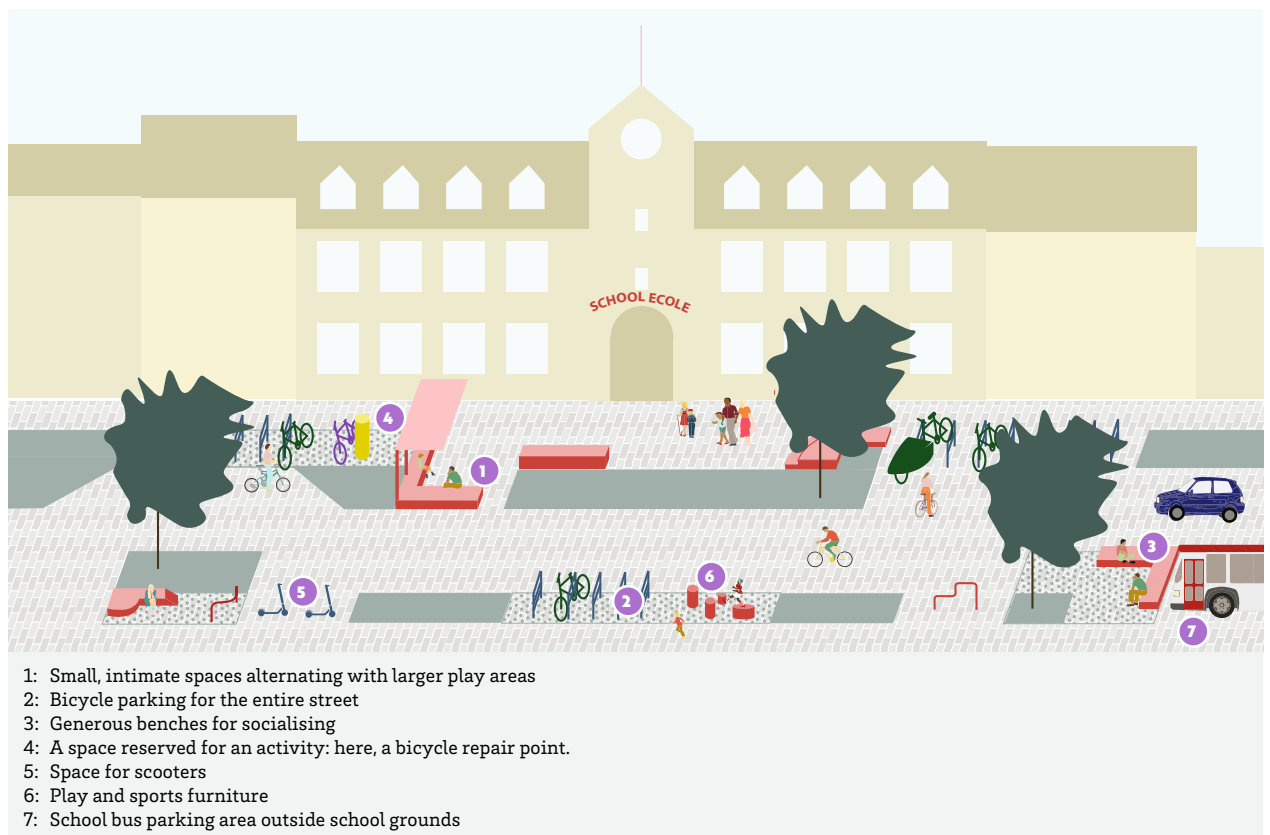 SCHOOL ECOLE
4
1
3
5
6
2
7
1: Small, intimate spaces alternating with larger play areas
2: Bicycle parking for the entire street
3: Generous benches for socialising
4: A space reserved for an activity: here, a bicycle repair point.
5: Space for scooters
6: Play and sports furniture
7: School bus parking area outside school grounds